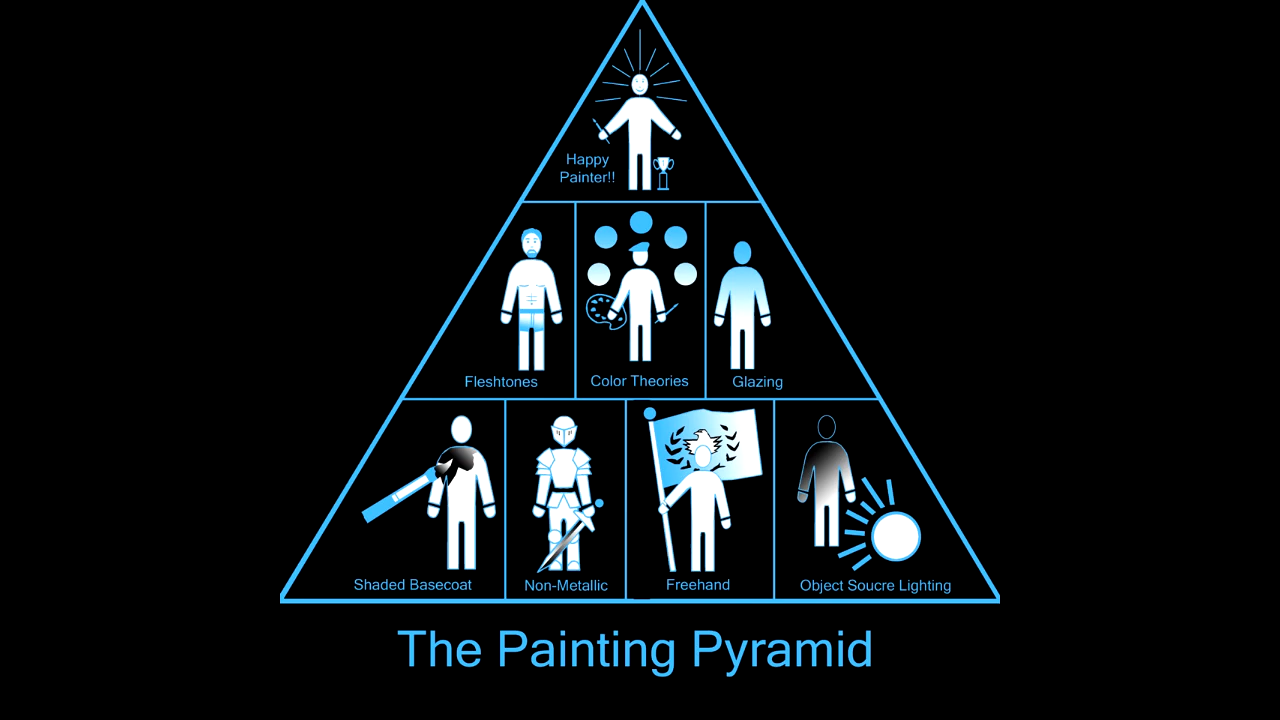 Happy
Painter!!
Fleshtones
Color Theories
Glazing
Shaded Basecoat
Non-Metallic
Freehand
Object Soucre Lighting
The Painting Pyramid